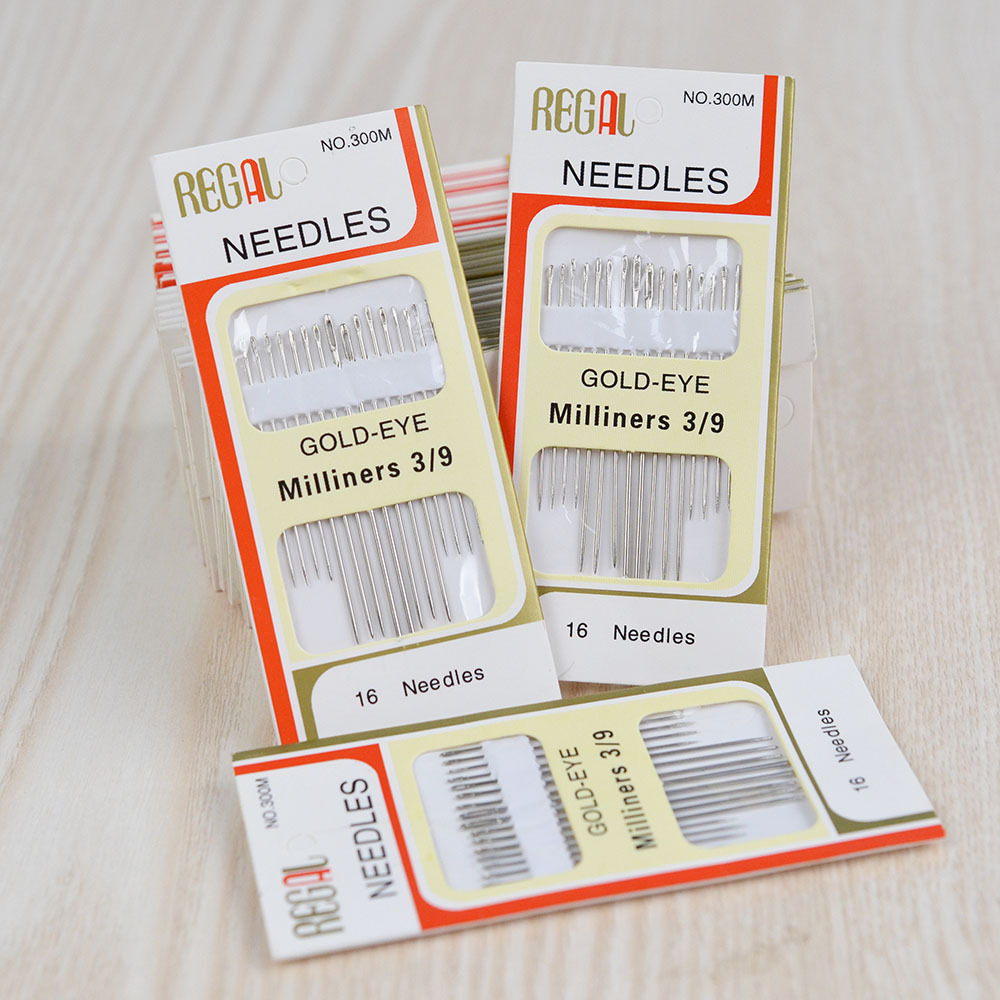 REGAL
NO.300M
NEEDLES
GOLD-EYE
Milliners 3/9
16 Needles
REGAL
NO.300M
NEEDLES
GOLD-EYE
Milliners 3/9
16 Needles
REGAL
NO.300M
NEEDLES
GOLD-EYE
Milliners 3/9
16 Needles